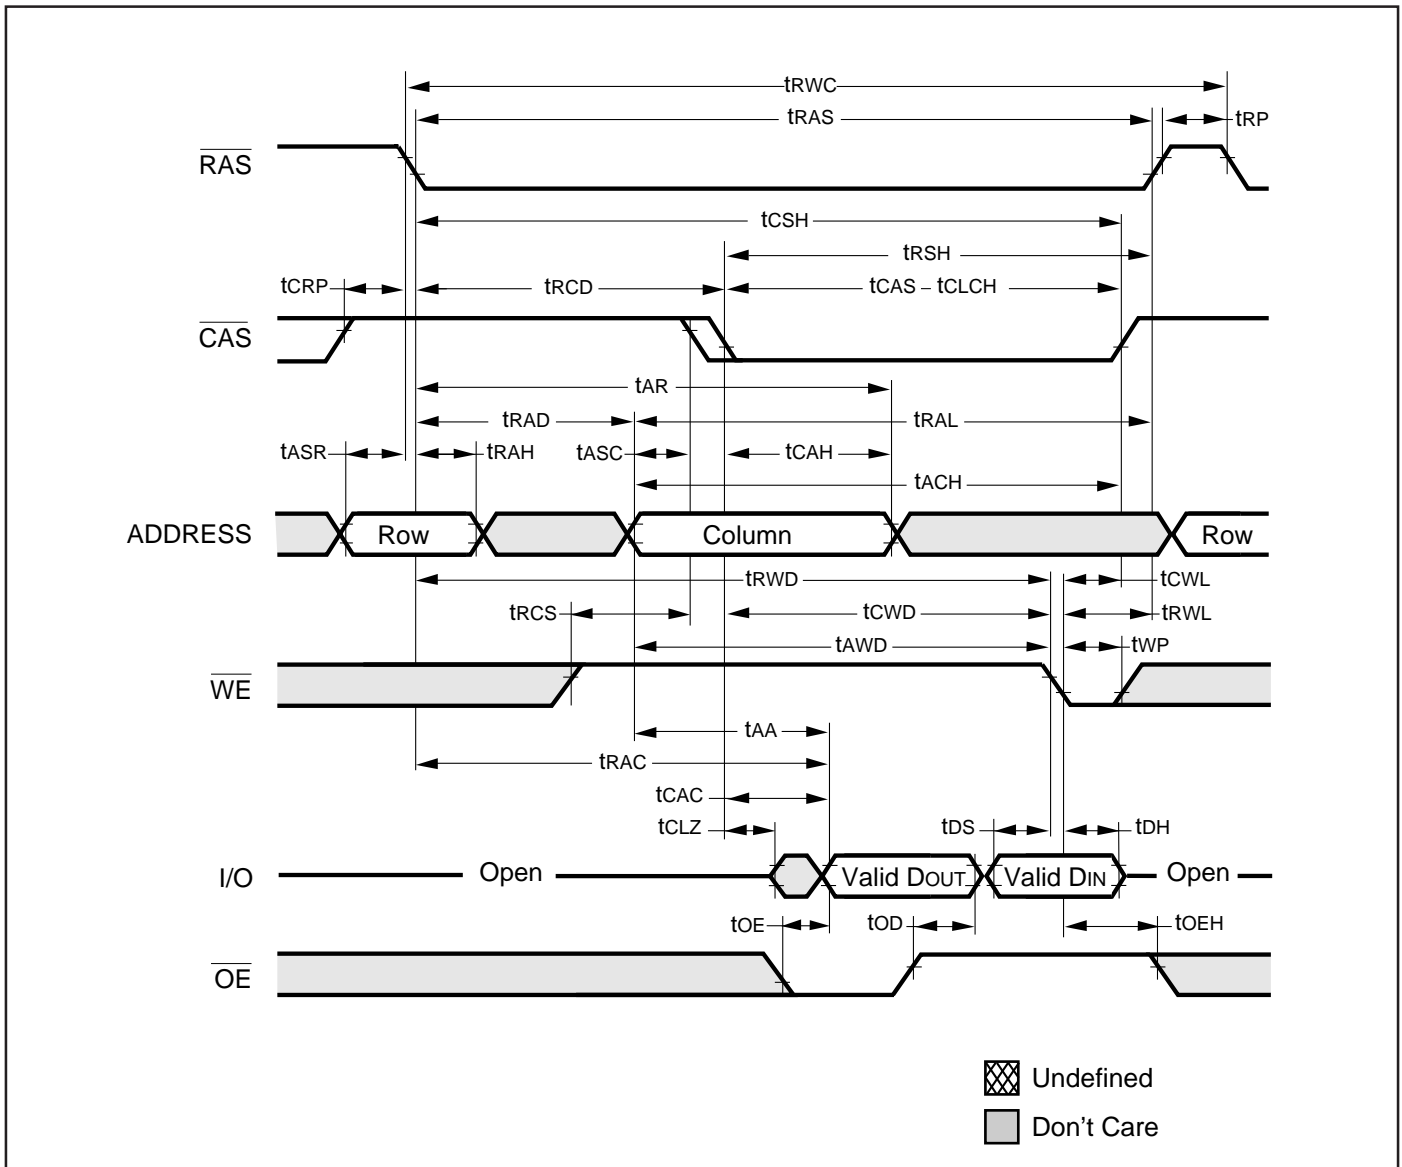 tRWC
tRAS
tRP
RAS
tCSH
tRSH
tCRP
tRCD
tCAS – tCLCH
CAS
tAR
tRAD
tRAL
tASR
tRAH
tASC
tCAH
tACH
ADDRESS
Row
Column
Row
tRWD
tCWL
tRCS
tCWD
tRWL
tAWD
tWP
WE
tAA
tRAC
tCAC
tCLZ
tDS
tDH
I/O
Open
Valid DOUT
Valid DIN
Open
tOE
tOD
tOEH
OE
Undefined
Don't Care